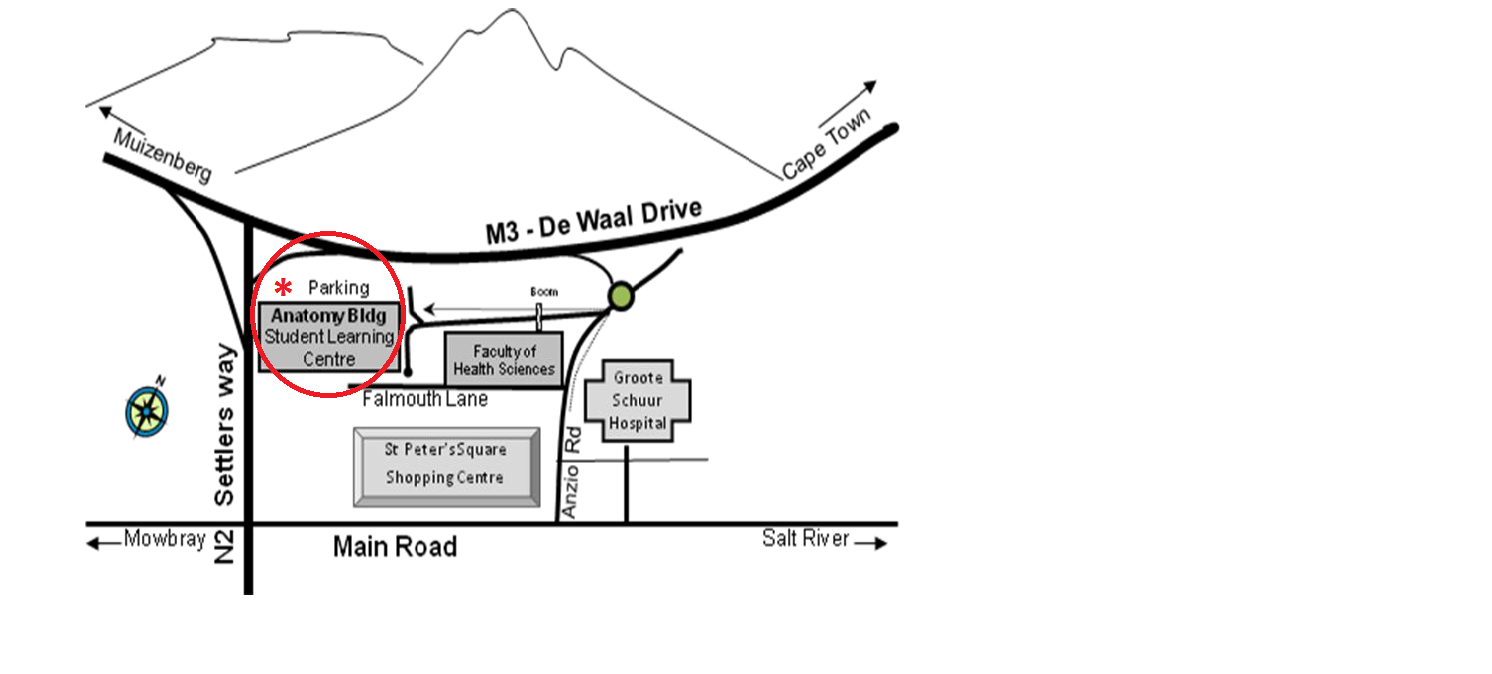 Muizenberg
Cape Town
M3 - De Waal Drive
* Parking
Boom
Anatomy Bldg
Student Learning
Centre
Faculty of
Health Sciences
Groote
Schuur
Hospital
N
Falmouth Lane
St Peter'sSquare
Shopping Centre
Anzio Rd
N2 Settlers way
Mowbray
Main Road
Salt River